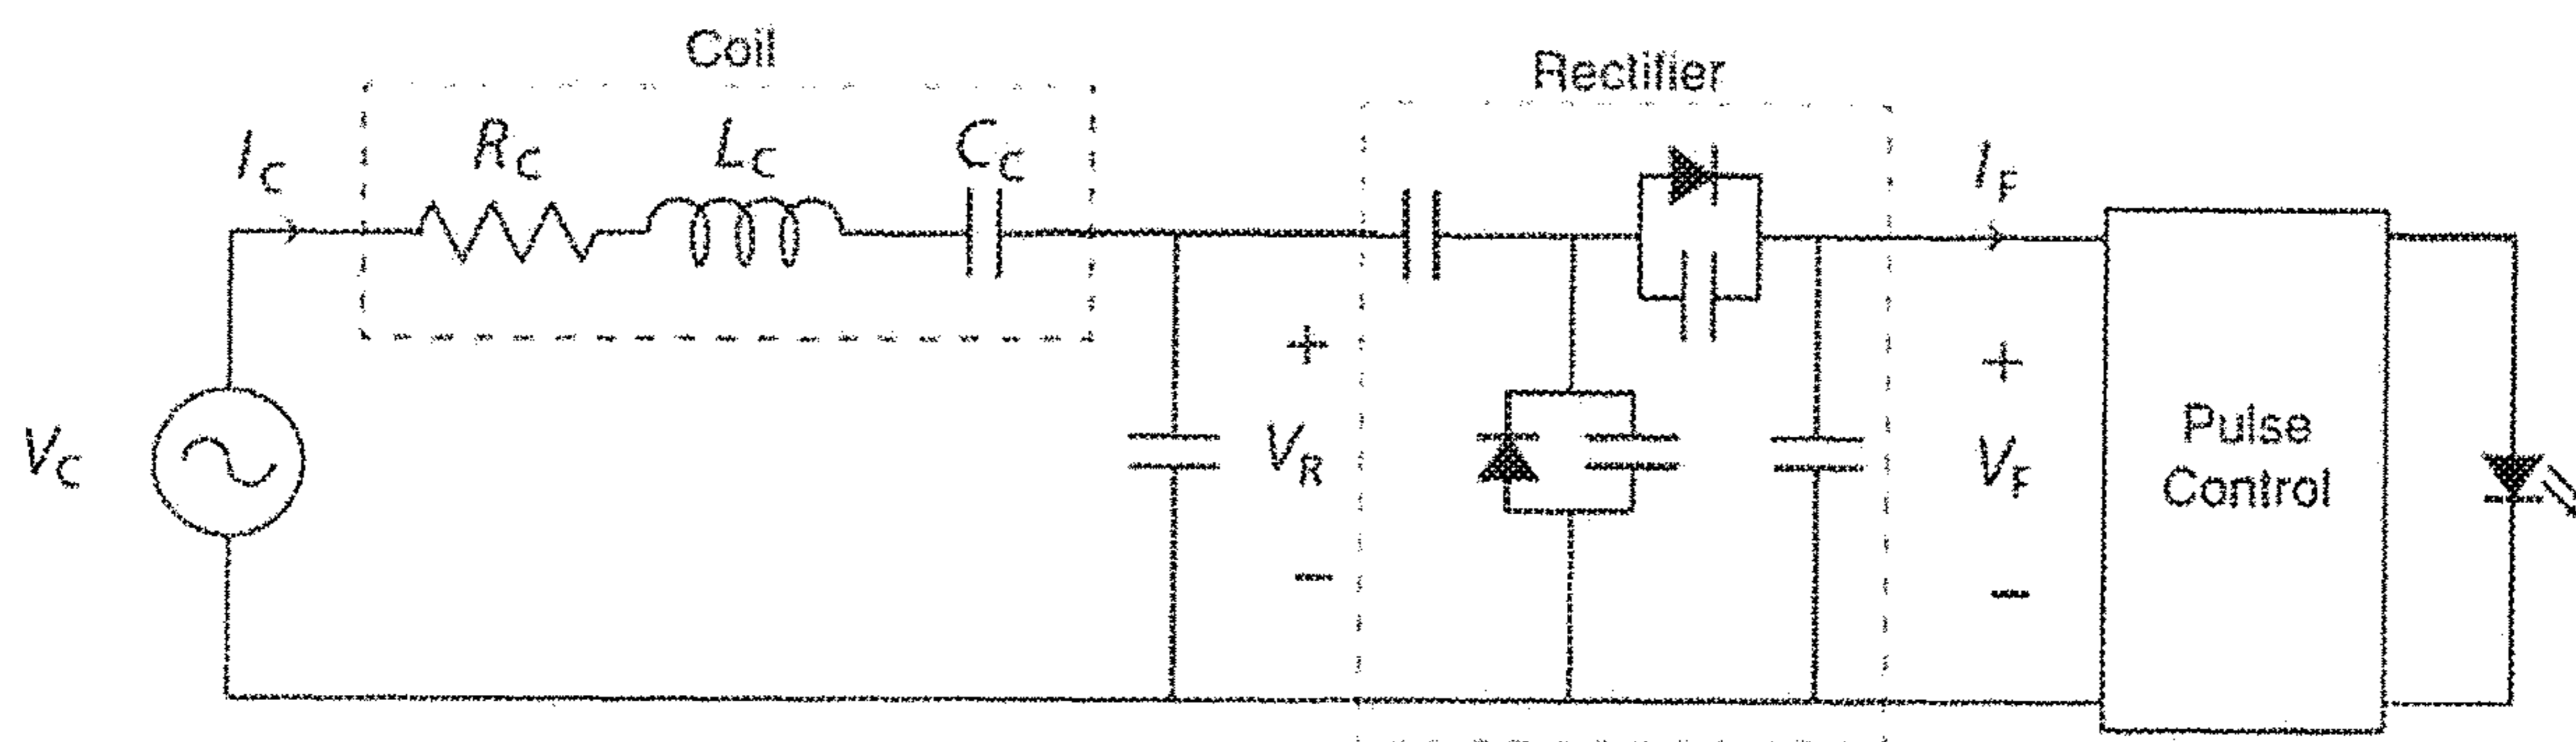 Coil
Rectifier
I_C
R_C
L_C
C_C
I_F
V_C
+
V_R
−
+
V_F
−
Pulse
Control